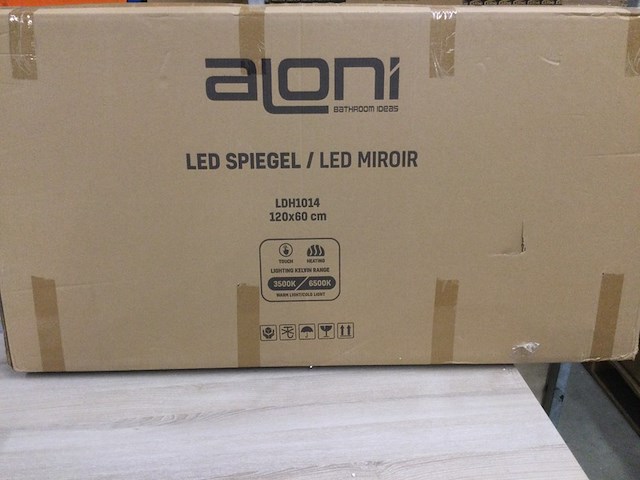 aloni
BATHROOM IDEAS
LED SPIEGEL / LED MIROIR
LDH1014
120x60 cm
TOUCH HEATING
LIGHTING KELVIN RANGE
3500K / 6500K
WARM LIGHT/COLD LIGHT